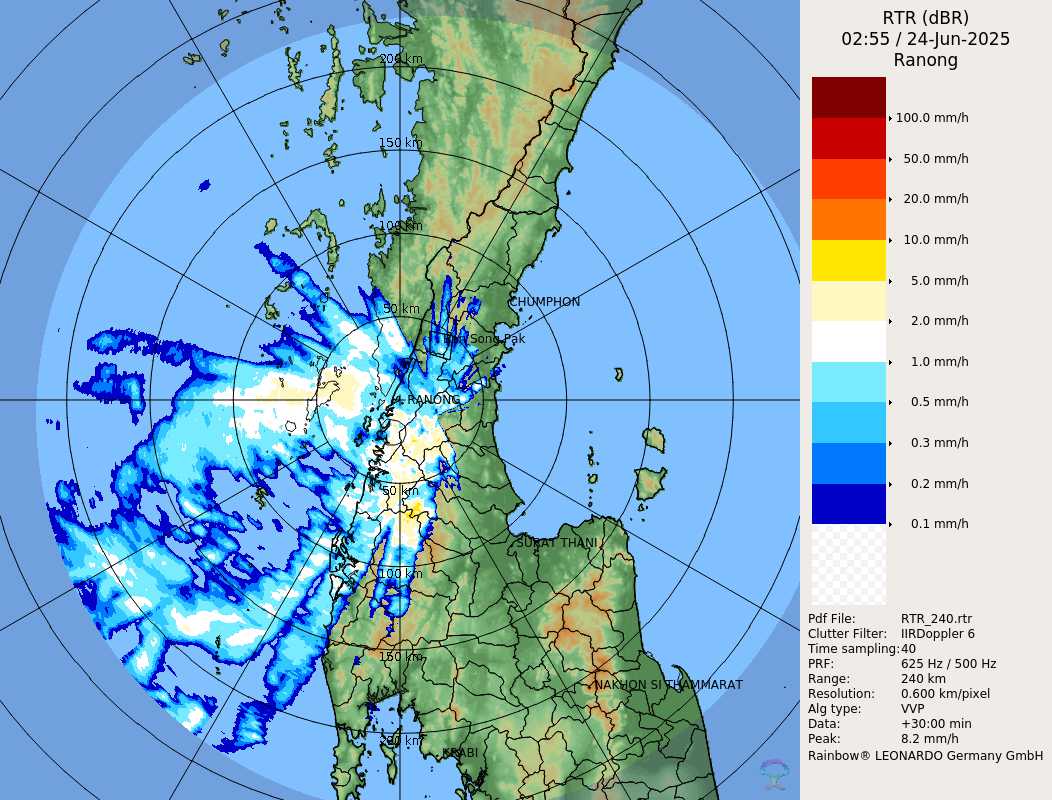 RTR (dBR)
02:55 / 24-Jun-2025
Ranong
100.0 mm/h
50.0 mm/h
20.0 mm/h
10.0 mm/h
5.0 mm/h
2.0 mm/h
1.0 mm/h
0.5 mm/h
0.3 mm/h
0.2 mm/h
0.1 mm/h
Pdf File: RTR_240.rtr
Clutter Filter: IIRDoppler 6
Time sampling:40
PRF: 625 Hz / 500 Hz
Range: 240 km
Resolution: 0.600 km/pixel
Alg type: VVP
Data: +30:00 min
Peak: 8.2 mm/h
Rainbow® LEONARDO Germany GmbH
200 km
150 km
100 km
50 km
CHUMPHON
Song Pak
RANONG
50 km
SURAT THANI
100 km
150 km
NAKHON SI THAMMARAT
200 km
KRABI